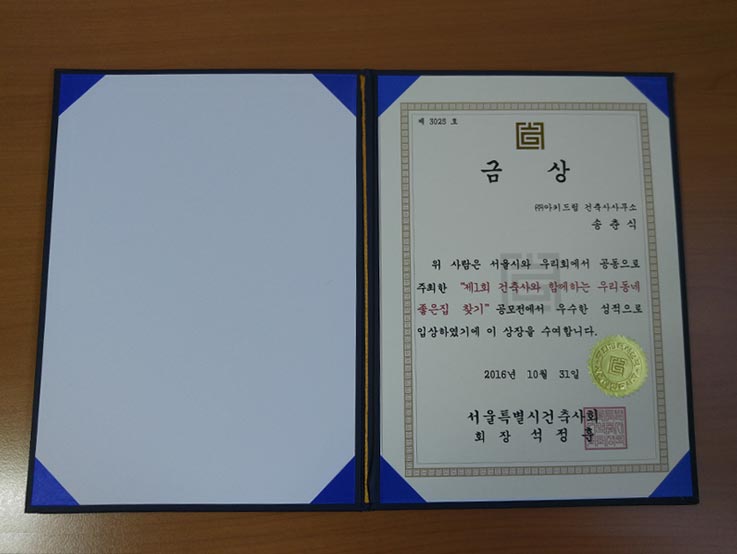 제 3023 호
금 상
㈜아키드림 건축사사무소
송 춘 식
위 사람은 서울시와 우리회에서 공동으로
주최한 "제1회 건축사와 함께하는 우리동네
좋은집 찾기" 공모전에서 우수한 성적으로
입상하였기에 이 상장을 수여합니다.
2016년 10월 31일
서울특별시건축사회
회 장 석 정 훈